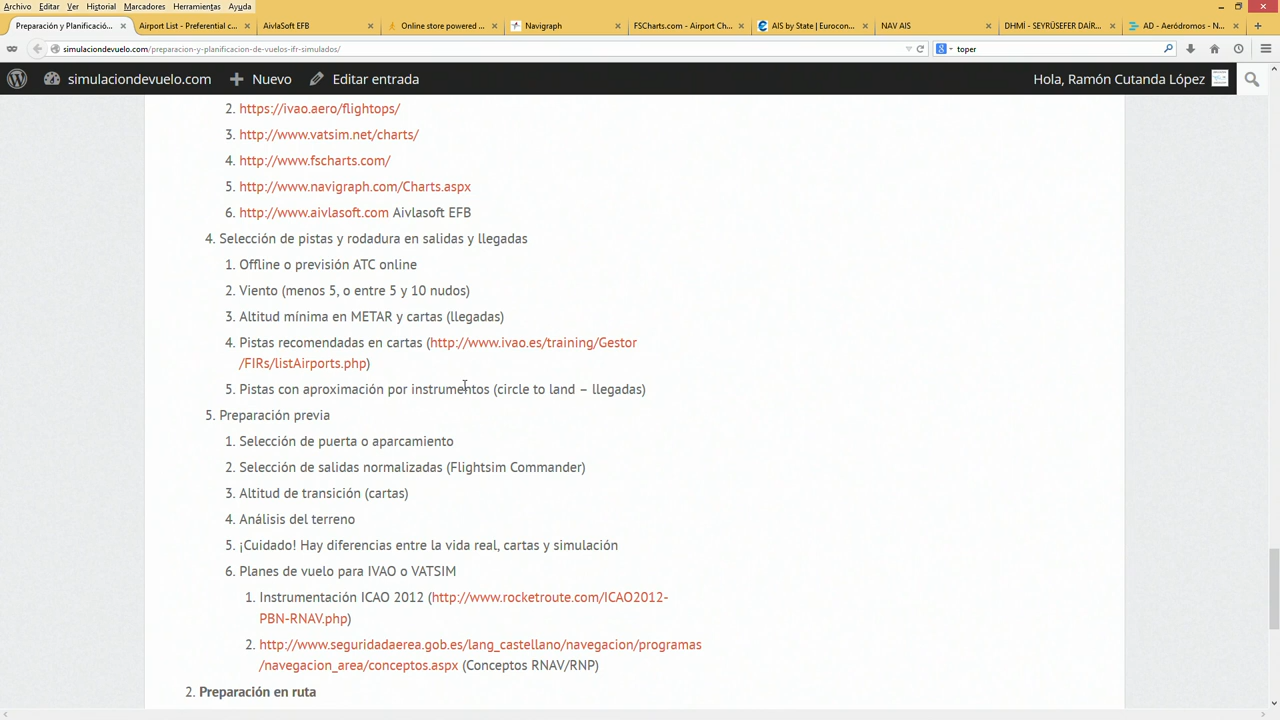 Archivo Editar Ver Historial Marcadores Herramientas Ayuda
Preparación y Planificació... Airport List - Preferential c... AivlaSoft EFB Online store powered ... Navigraph FSCharts.com - Airport Ch... AIS by State | Eurocon... NAV AIS DHMİ - SEYRÜSEFER DAİR... AD - Aeródromos - N...
simulaciondevuelo.com/preparacion-y-planificacion-de-vuelos-ifr-simulados/ toper
simulaciondevuelo.com Nuevo Editar entrada Hola, Ramón Cutanda López
2. https://ivao.aero/flightops/
3. http://www.vatsim.net/charts/
4. http://www.fscharts.com/
5. http://www.navigraph.com/Charts.aspx
6. http://www.aivlasoft.com Aivlasoft EFB
4. Selección de pistas y rodadura en salidas y llegadas
1. Offline o previsión ATC online
2. Viento (menos 5, o entre 5 y 10 nudos)
3. Altitud mínima en METAR y cartas (llegadas)
4. Pistas recomendadas en cartas (http://www.ivao.es/training/Gestor
/FIRs/listAirports.php)
5. Pistas con aproximación por instrumentos (circle to land – llegadas)
5. Preparación previa
1. Selección de puerta o aparcamiento
2. Selección de salidas normalizadas (Flightsim Commander)
3. Altitud de transición (cartas)
4. Análisis del terreno
5. ¡Cuidado! Hay diferencias entre la vida real, cartas y simulación
6. Planes de vuelo para IVAO o VATSIM
1. Instrumentación ICAO 2012 (http://www.rocketroute.com/ICAO2012-
PBN-RNAV.php)
2. http://www.seguridadaerea.gob.es/lang_castellano/navegacion/programas
/navegacion_area/conceptos.aspx (Conceptos RNAV/RNP)
2. Preparación en ruta